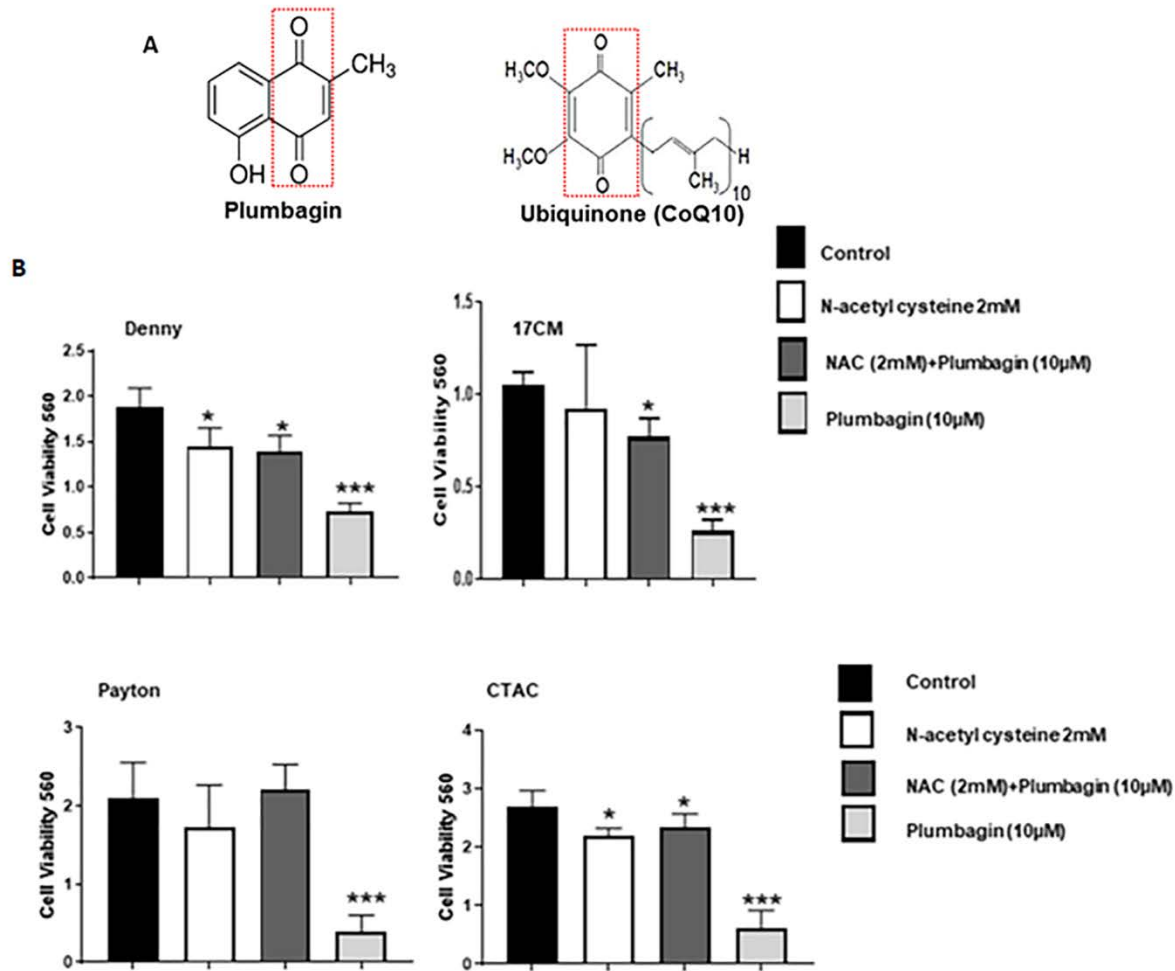 A
O
CH3
OH
O
Plumbagin
O
H3CO
CH3
H3CO
O
CH3
H
10
Ubiquinone (CoQ10)
B
Control
N-acetyl cysteine 2mM
NAC (2mM)+Plumbagin (10µM)
Plumbagin (10µM)
Denny
Cell Viability 560
2.5
2.0
1.5
1.0
0.5
0.0
*
*
***
17CM
Cell Viability 560
1.5
1.0
0.5
0.0
*
***
Payton
Cell Viability 560
3
2
1
0
***
CTAC
Cell Viability 560
4
3
2
1
0
*
*
***
Control
N-acetyl cysteine 2mM
NAC (2mM)+Plumbagin (10µM)
Plumbagin (10µM)